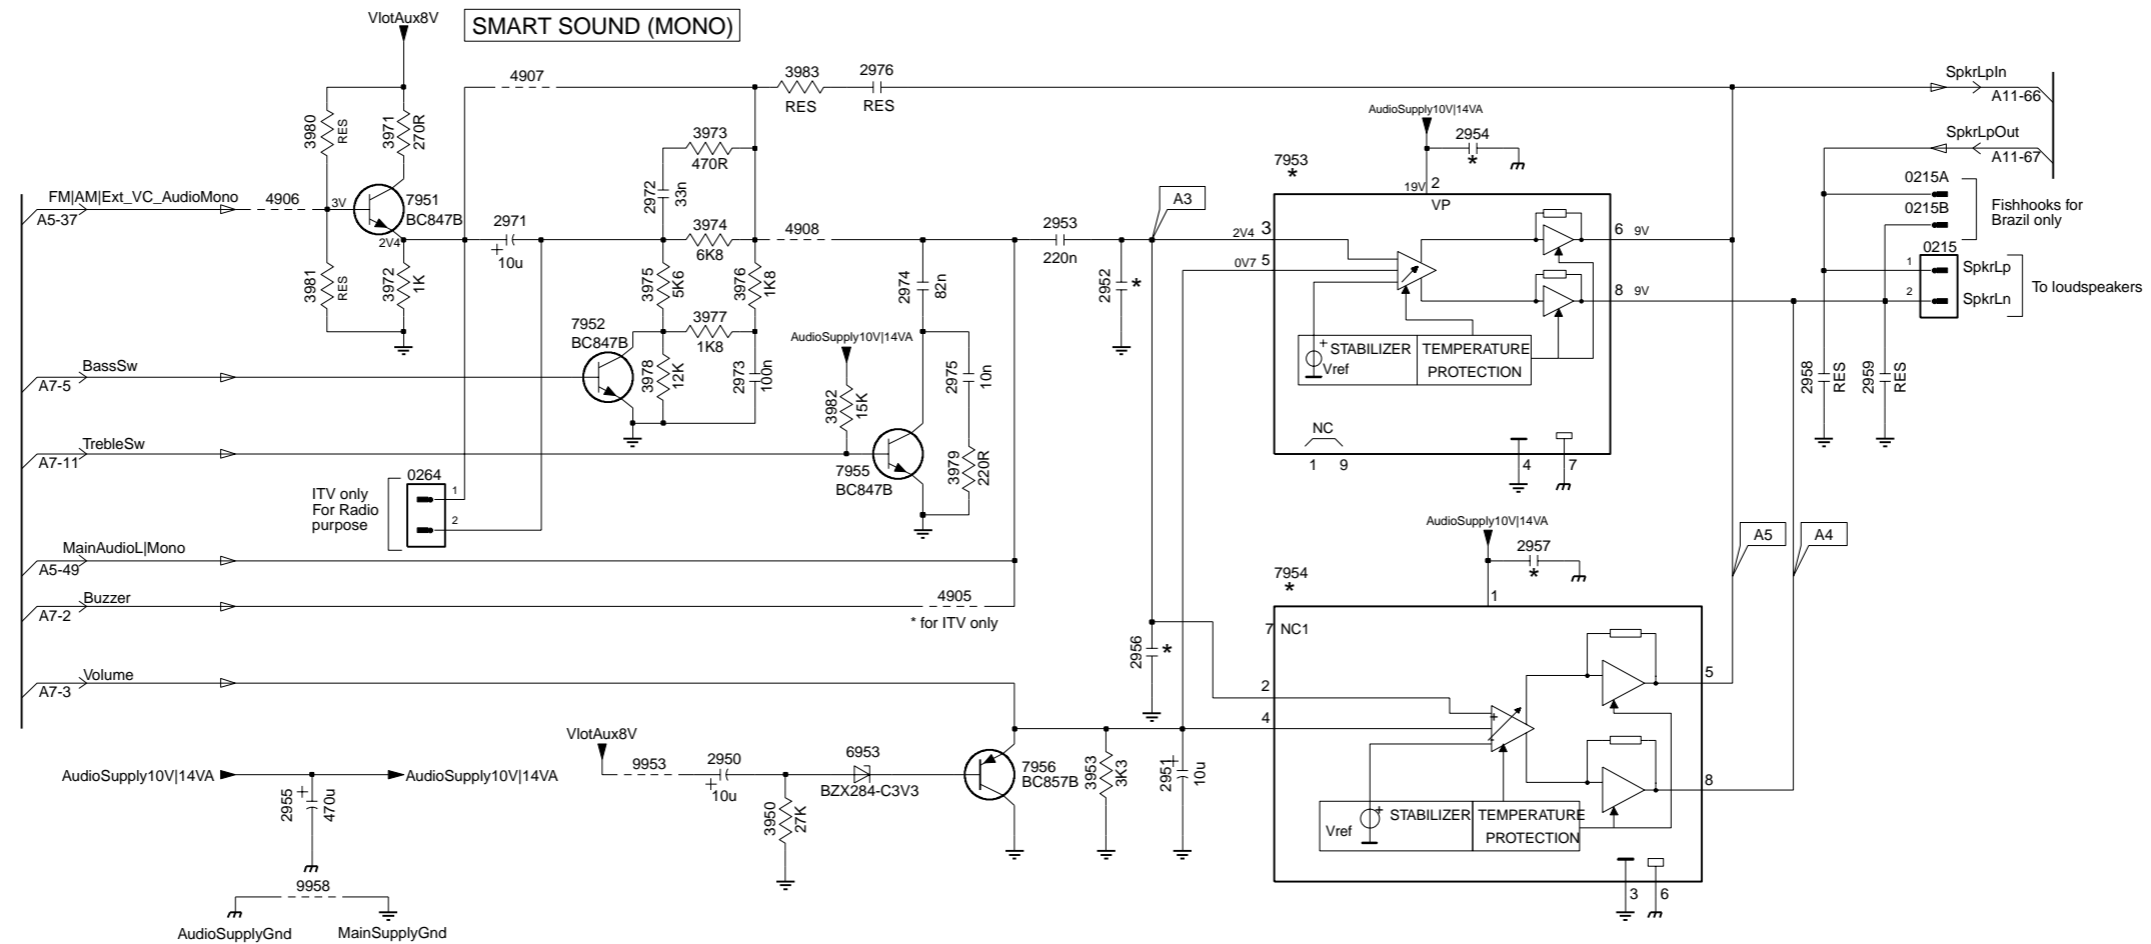 VlotAux8V
SMART SOUND (MONO)
4907
3983
RES
2976
RES
SpkrLpIn
A11-66
3980
RES
3971
270R
3973
470R
2972
33n
AudioSupply10V|14VA
2954
*
SpkrLpOut
A11-67
7953
*
19V
2
VP
0215A
0215B
Fishhooks for
Brazil only
FM|AM|Ext_VC_AudioMono
A5-37
4906
3V
7951
BC847B
2V4
2971
+
10u
3974
6K8
4908
A3
2953
220n
2V4
3
0V7
5
6
9V
8
9V
0215
1
SpkrLp
2
SpkrLn
To loudspeakers
3981
RES
3972
1K
3975
5K6
3976
1K8
2974
82n
2952
*
3977
1K8
7952
BC847B
AudioSupply10V|14VA
+
STABILIZER
Vref
TEMPERATURE
PROTECTION
2958
RES
2959
RES
BassSw
A7-5
3978
12K
2973
100n
3982
15K
2975
10n
NC
1
9
4
7
TrebleSw
A7-11
7955
BC847B
3979
220R
ITV only
For Radio
purpose
0264
1
2
AudioSupply10V|14VA
2957
*
A5
A4
MainAudioL|Mono
A5-49
7954
*
1
Buzzer
A7-2
4905
* for ITV only
7
NC1
2956
*
Volume
A7-3
2
4
5
+
-
8
VlotAux8V
9953
2950
+
10u
6953
BZX284-C3V3
7956
BC857B
3953
3K3
2951
+
10u
AudioSupply10V|14VA
AudioSupply10V|14VA
2955
+
470u
3950
27K
+
STABILIZER
Vref
TEMPERATURE
PROTECTION
3
6
9958
AudioSupplyGnd
MainSupplyGnd